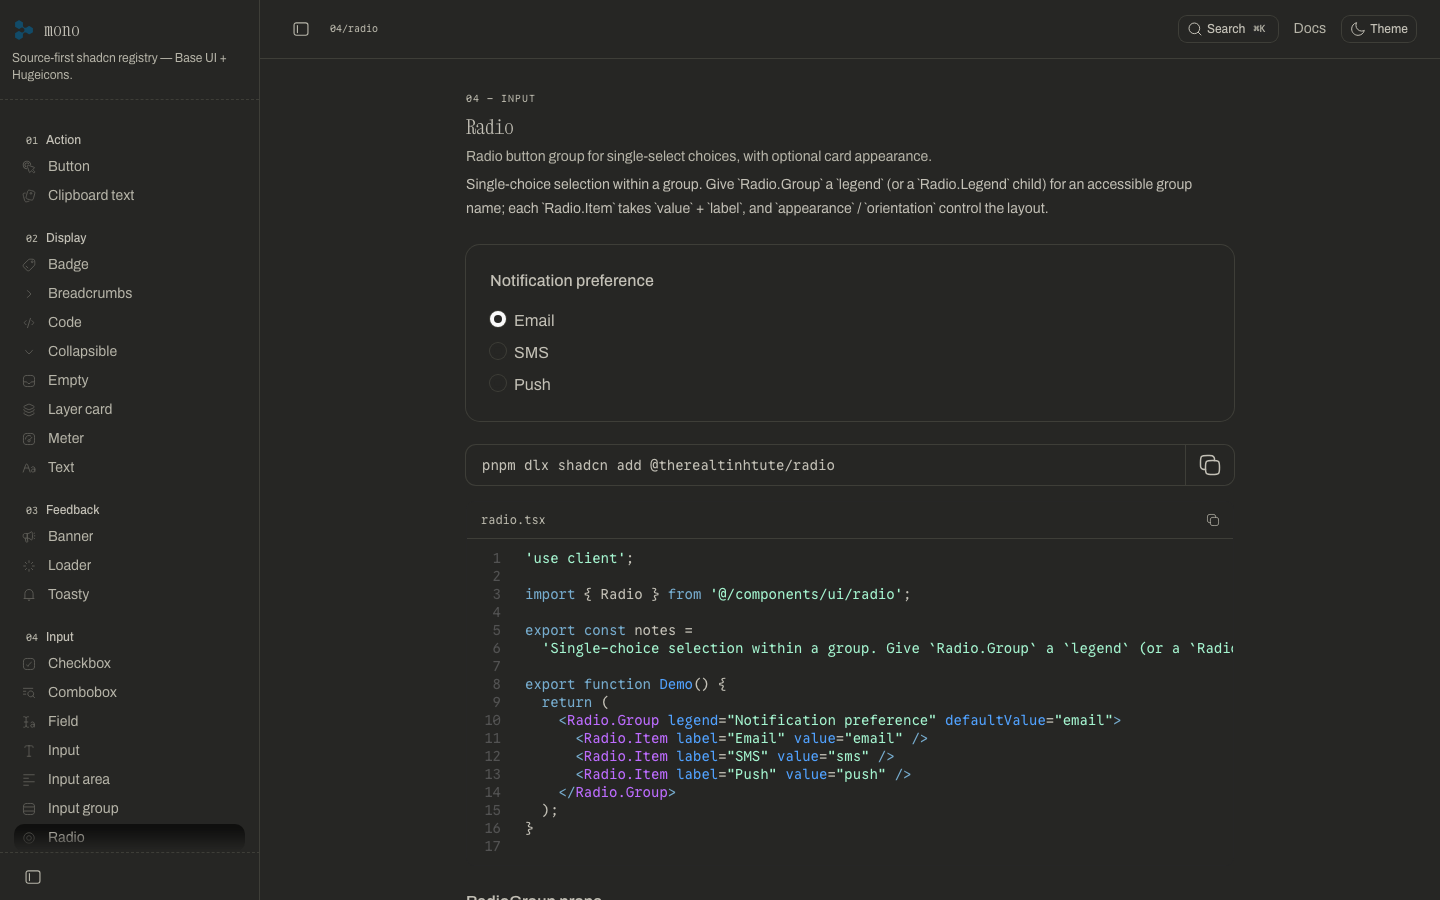 mono
Source-first shadcn registry — Base UI +
Hugeicons.
01 Action
Button
Clipboard text
02 Display
Badge
Breadcrumbs
Code
Collapsible
Empty
Layer card
Meter
Text
03 Feedback
Banner
Loader
Toasty
04 Input
Checkbox
Combobox
Field
Input
Input area
Input group
Radio
04/radio
Search ⌘K
Docs
Theme
04 — INPUT
Radio
Radio button group for single-select choices, with optional card appearance.
Single-choice selection within a group. Give `Radio.Group` a `legend` (or a `Radio.Legend` child) for an accessible group
name; each `Radio.Item` takes `value` + `label`, and `appearance` / `orientation` control the layout.
Notification preference
Email
SMS
Push
pnpm dlx shadcn add @therealtinhtute/radio
radio.tsx
1 'use client';
2
3 import { Radio } from '@/components/ui/radio';
4
5 export const notes =
6 'Single-choice selection within a group. Give `Radio.Group` a `legend` (or a `Radio
7
8 export function Demo() {
9 return (
10 <Radio.Group legend="Notification preference" defaultValue="email">
11 <Radio.Item label="Email" value="email" />
12 <Radio.Item label="SMS" value="sms" />
13 <Radio.Item label="Push" value="push" />
14 </Radio.Group>
15 );
16 }
17
RadioGroup props